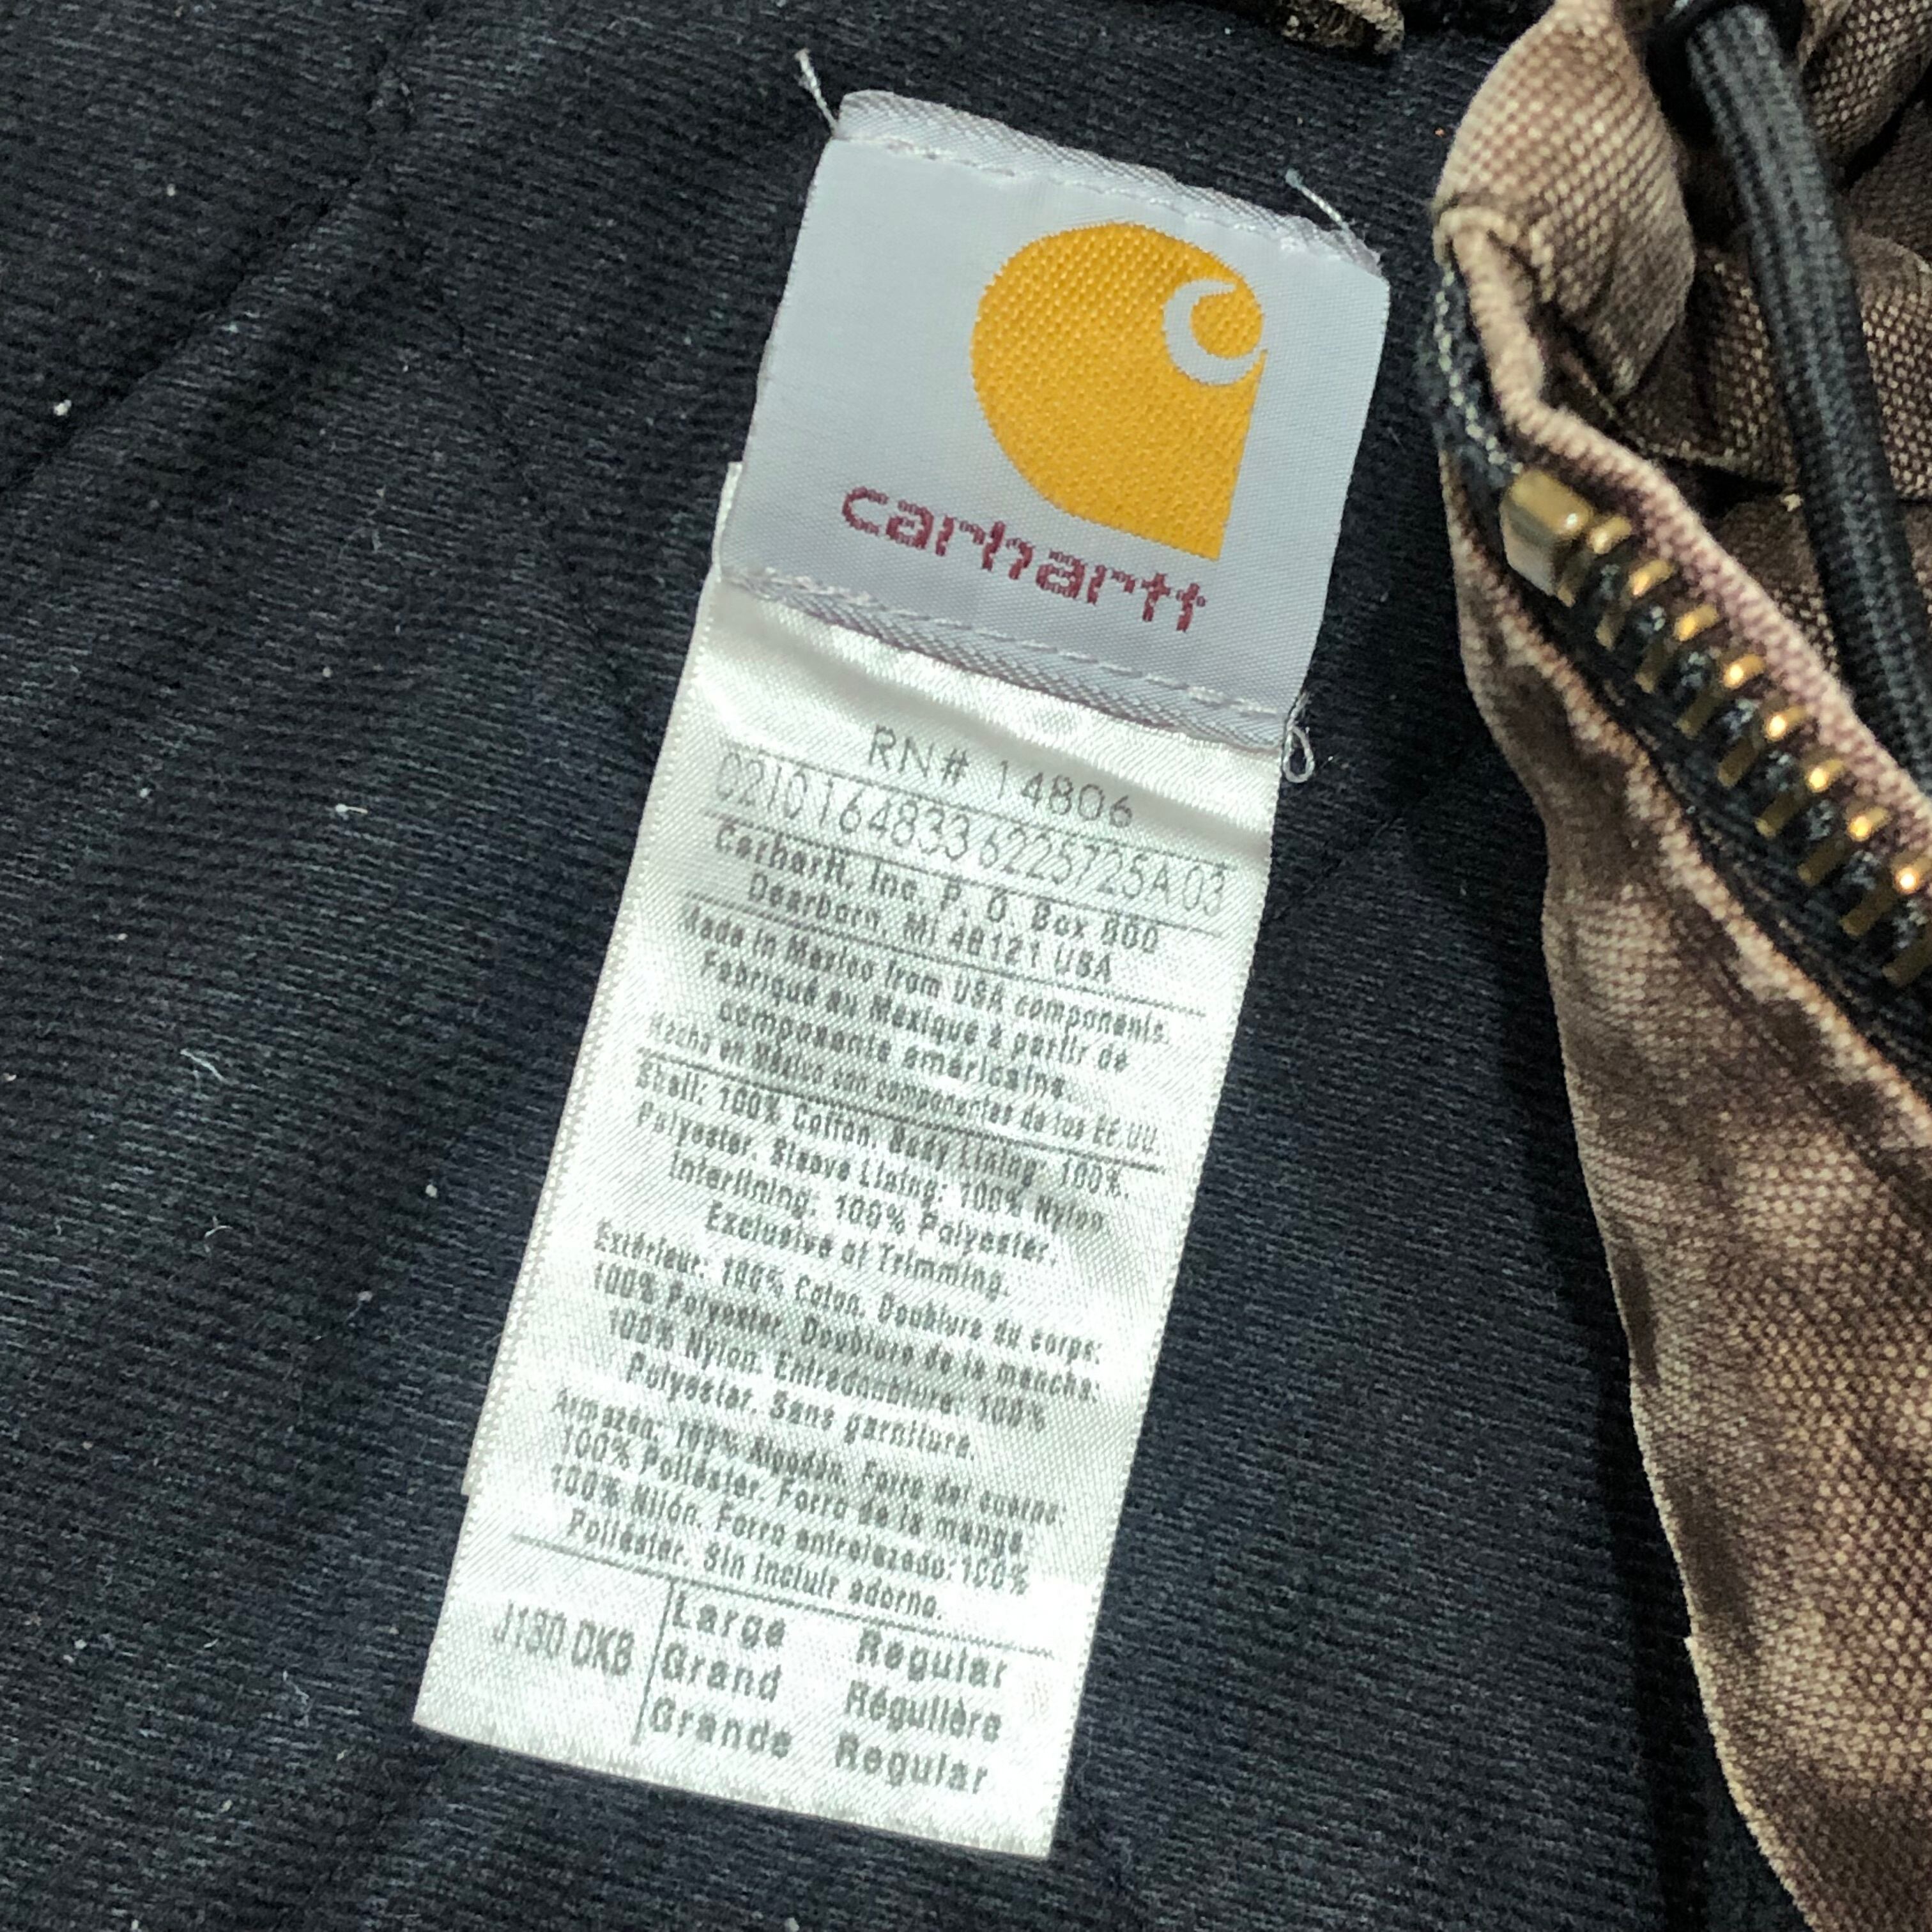 carhartt
RN# 14806
0210164833 6225725A 03
Carhartt, Inc. P. O. Box 600
Dearborn, MI 48121 USA
Made in Mexico from USA components.
Fabriqué au Mexique à partir de
composants américains.
Hecho en México con componentes de los EE.UU.
Shell: 100% Cotton. Body Lining: 100%
Polyester. Sleeve Lining: 100% Nylon.
Interlining: 100% Polyester.
Exclusive of Trimming.
Extérieur: 100% Coton. Doublure du corps:
100% Polyester. Doublure de la manche:
100% Nylon. Entredoublure: 100%
Polyester. Sans garniture.
Armazón: 100% Algodón. Forro del cuerpo:
100% Poliéster. Forro de la manga
100% Nilón. Forro entrelazado: 100%
Poliéster. Sin incluir adorno.
J130 DKB
Large Regular
Grand Régulière
Grande Regular